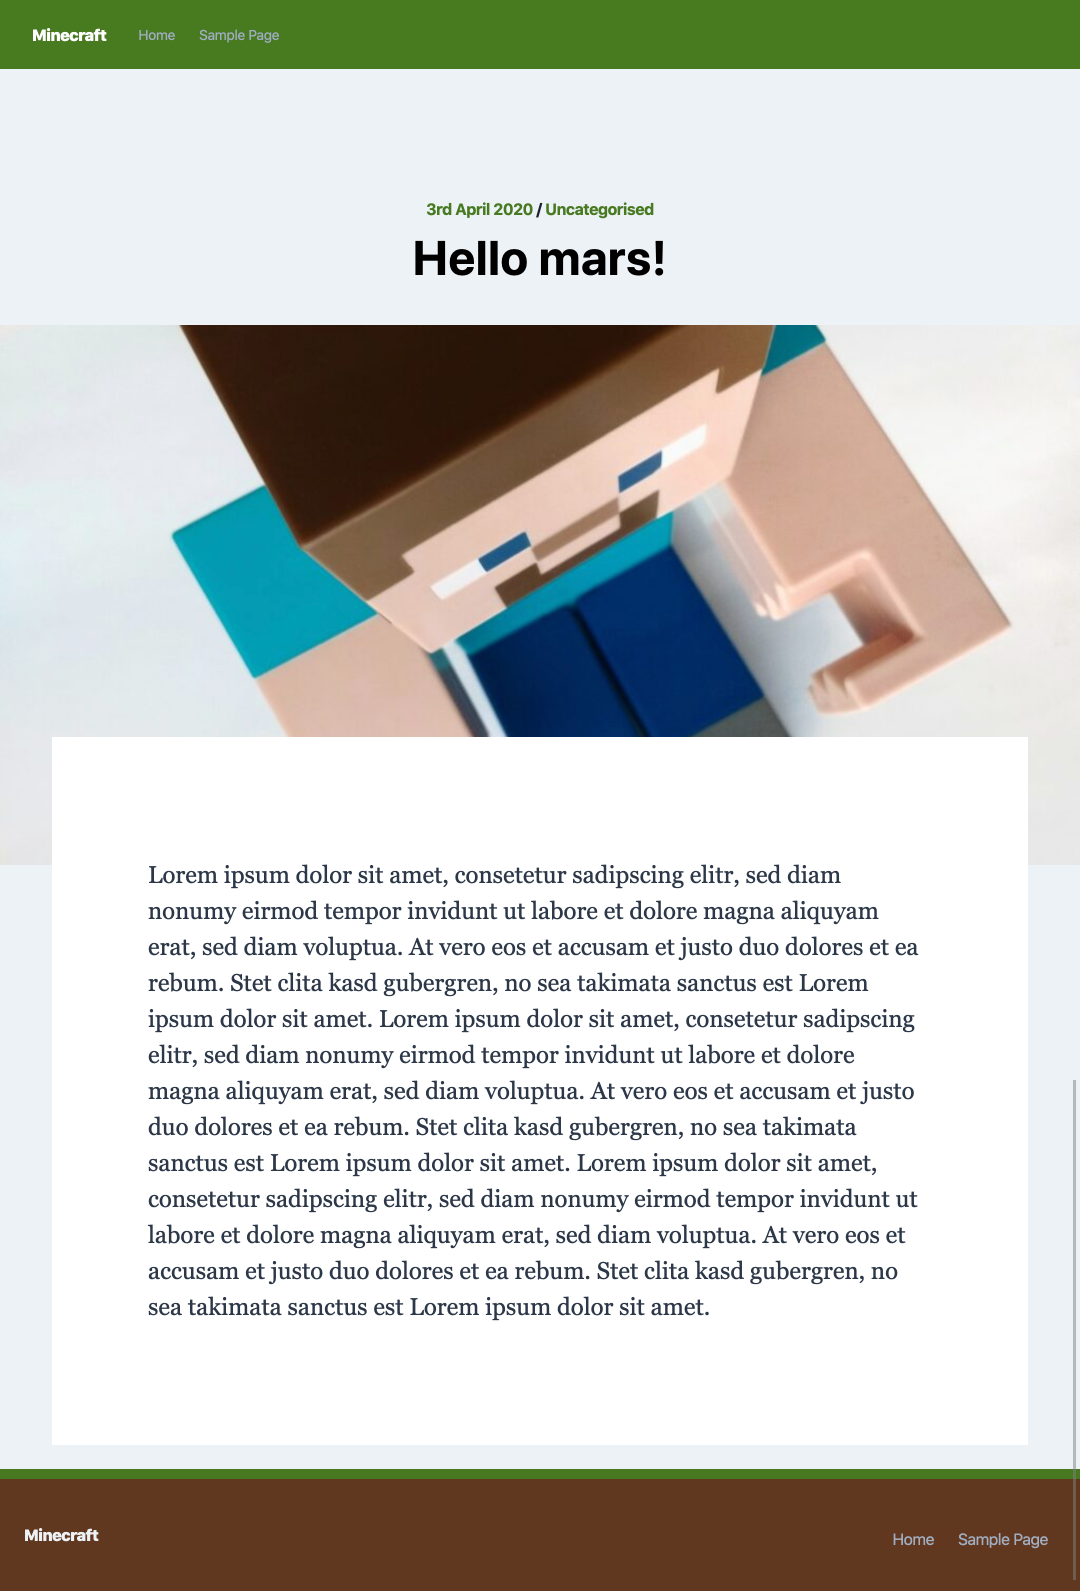 Minecraft Home Sample Page
3rd April 2020 / Uncategorised
Hello mars!
Lorem ipsum dolor sit amet, consetetur sadipscing elitr, sed diam
nonumy eirmod tempor invidunt ut labore et dolore magna aliquyam
erat, sed diam voluptua. At vero eos et accusam et justo duo dolores et ea
rebum. Stet clita kasd gubergren, no sea takimata sanctus est Lorem
ipsum dolor sit amet. Lorem ipsum dolor sit amet, consetetur sadipscing
elitr, sed diam nonumy eirmod tempor invidunt ut labore et dolore
magna aliquyam erat, sed diam voluptua. At vero eos et accusam et justo
duo dolores et ea rebum. Stet clita kasd gubergren, no sea takimata
sanctus est Lorem ipsum dolor sit amet. Lorem ipsum dolor sit amet,
consetetur sadipscing elitr, sed diam nonumy eirmod tempor invidunt ut
labore et dolore magna aliquyam erat, sed diam voluptua. At vero eos et
accusam et justo duo dolores et ea rebum. Stet clita kasd gubergren, no
sea takimata sanctus est Lorem ipsum dolor sit amet.
Minecraft Home Sample Page